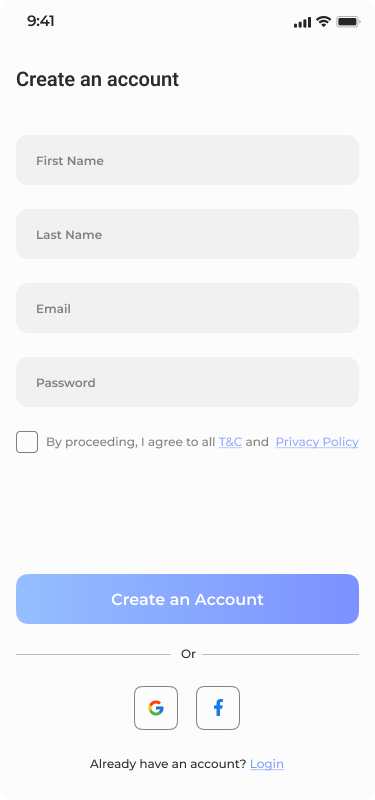 9:41
Create an account
First Name
Last Name
Email
Password
By proceeding, I agree to all T&C and Privacy Policy
Create an Account
Or
Already have an account? Login